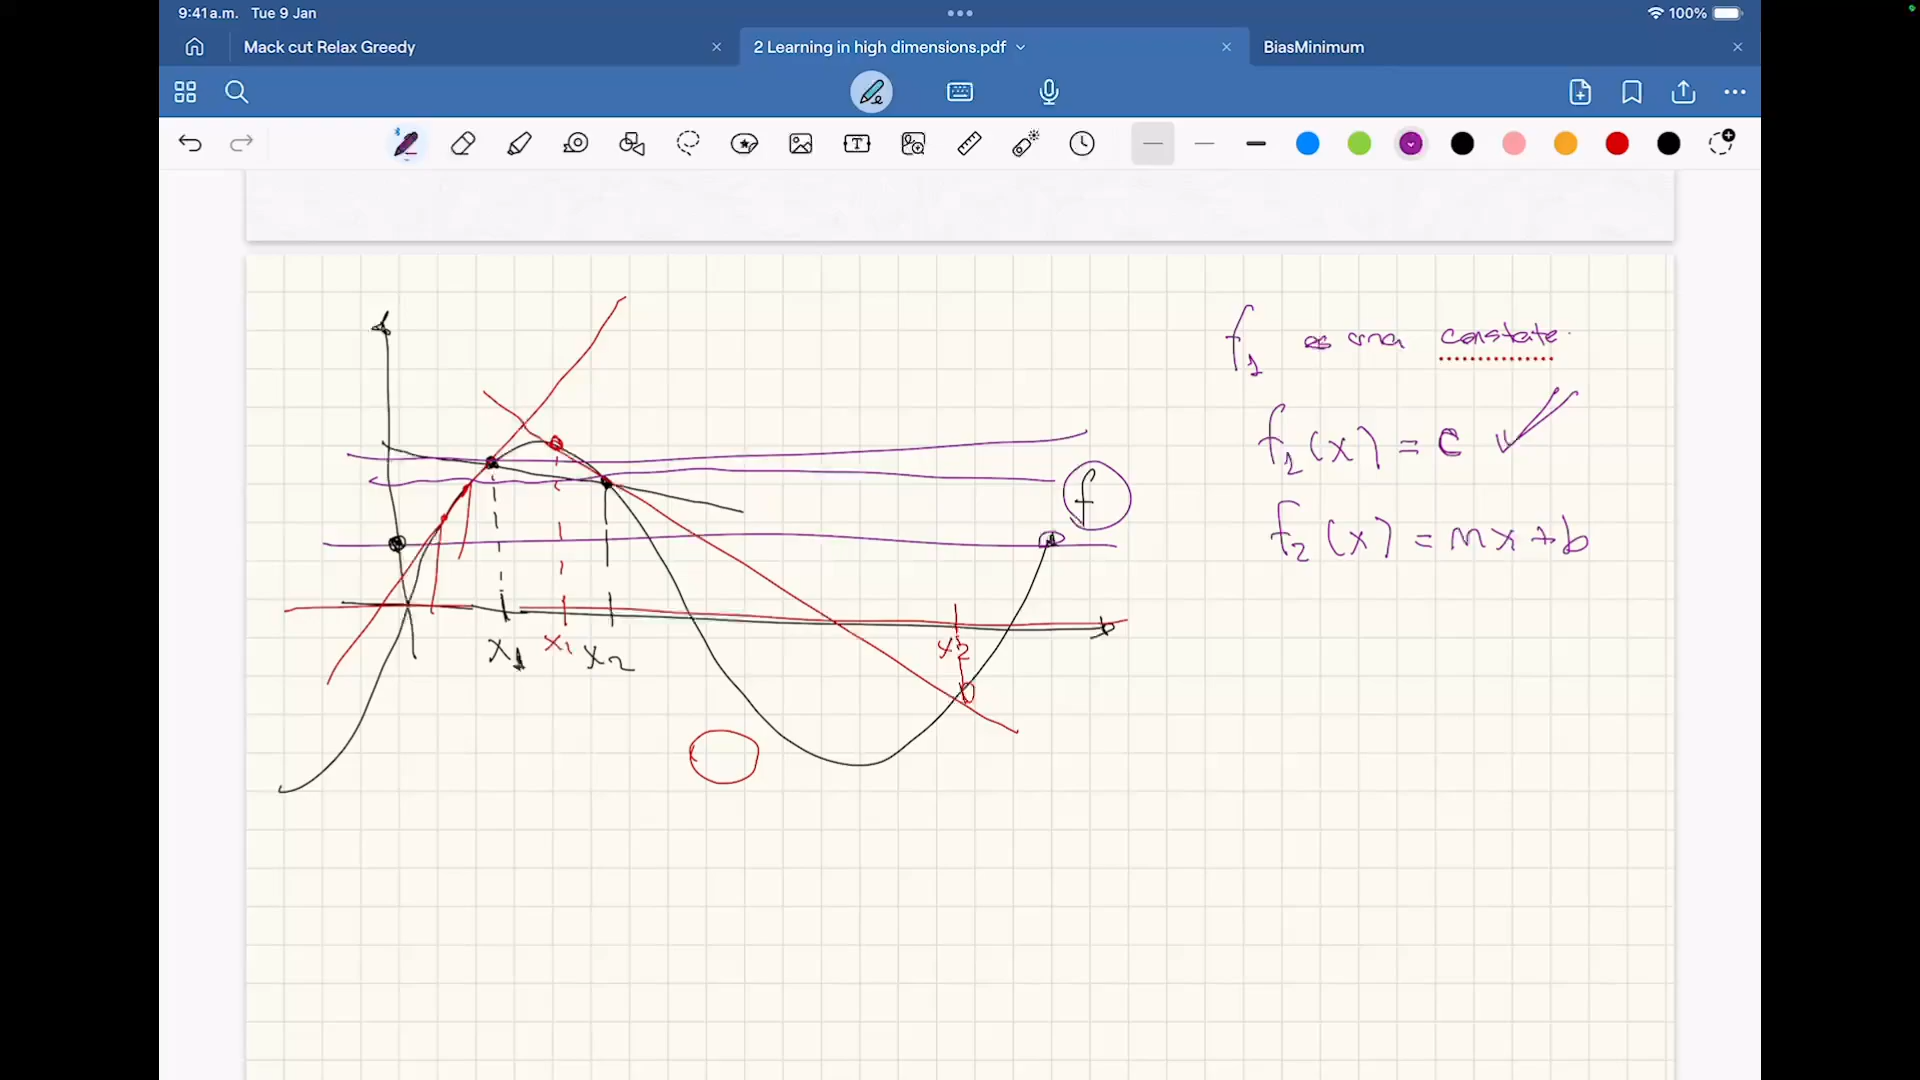 9:41 a.m. Tue 9 Jan
100%
Mack cut Relax Greedy
2 Learning in high dimensions.pdf
BiasMinimum
T
f1 es una constate.
f1(x) = c
f2(x) = mx + b
f
x1 x1 x2
x2